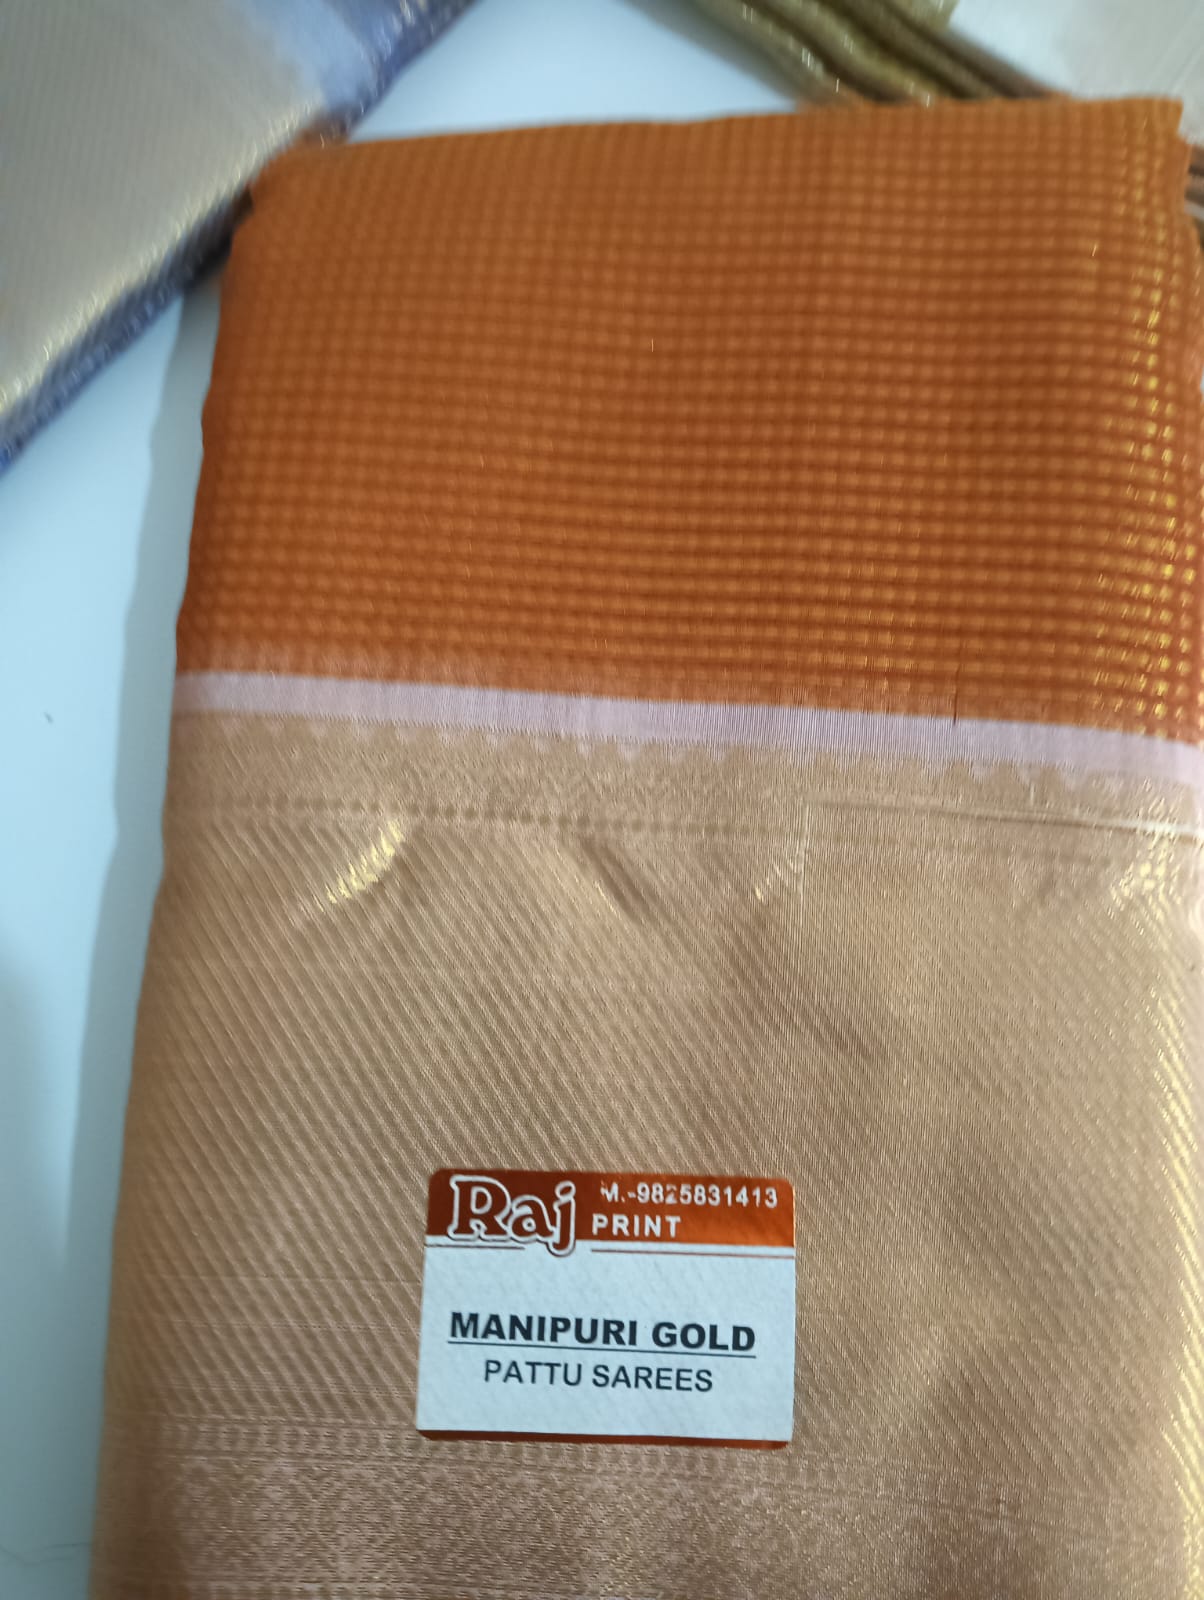 Raj M.-9825831413
PRINT
MANIPURI GOLD
PATTU SAREES